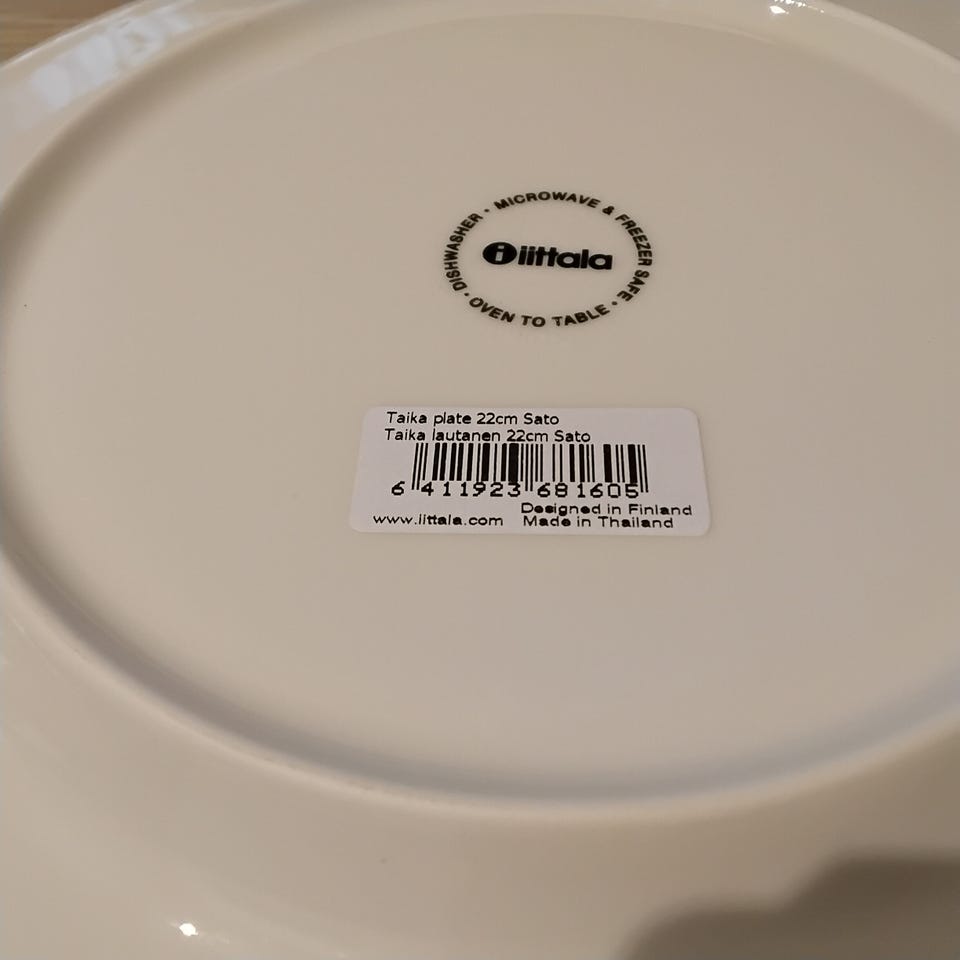 DISHWASHER · MICROWAVE & FREEZER SAFE ·
iittala
OVEN TO TABLE ·
Taika plate 22cm Sato
Taika lautanen 22cm Sato
6 411923 681605
Designed in Finland
www.iittala.com Made in Thailand